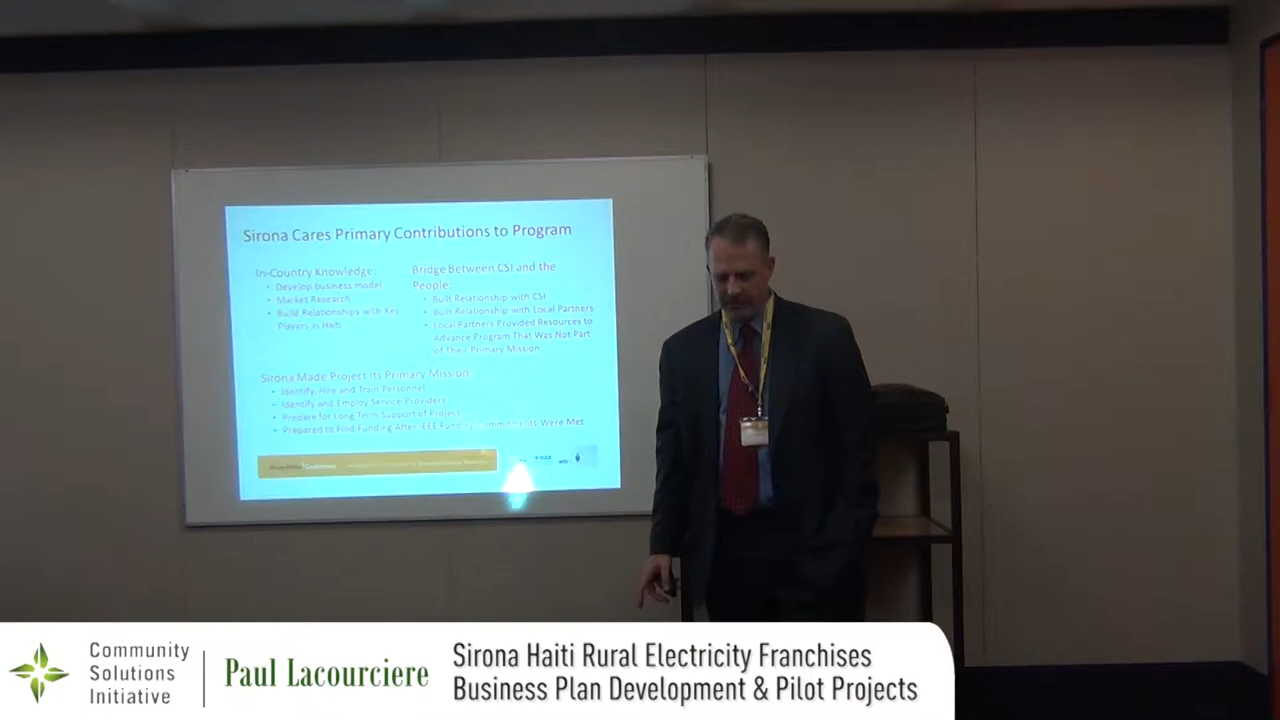 Sirona Cares Primary Contributions to Program
In-Country Knowledge:
• Develop business model
• Market Research
• Build Relationships with Key
Players in Haiti
Bridge Between CSI and the
People:
• Built Relationship with CSI
• Built Relationship with Local Partners
• Local Partners Provided Resources to
Advance Program That Was Not Part
of Their Primary Mission
Sirona Made Project its Primary Mission
• Identify, Hire and Train Personnel
• Identify and Employ Service Providers
• Prepare for Long Term Support of Project
• Prepared to Find Funding After IEEE Commitments Were Met
Community
Solutions
Initiative
Paul Lacourciere
Sirona Haiti Rural Electricity Franchises
Business Plan Development & Pilot Projects